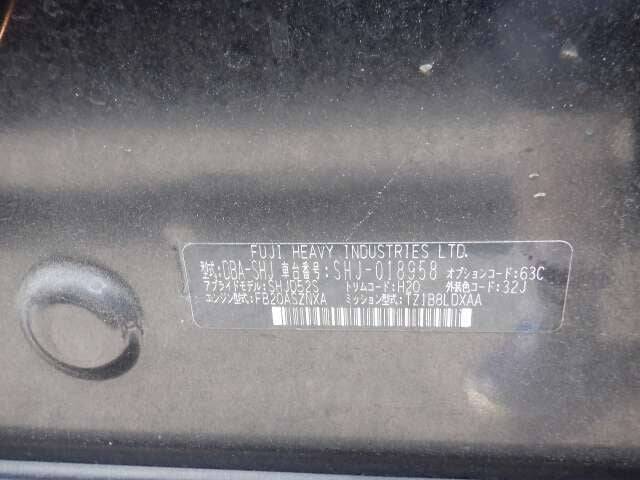 FUJI HEAVY INDUSTRIES LTD.
型式:DBA-SHJ 車台番号:SHJ-018958 オプションコード:63C
アプライドモデル:SHJD52S トリムコード:H20 外装色コード:32J
エンジン型式:FB20ASZNXA ミッション型式:TZ1B8LDXAA